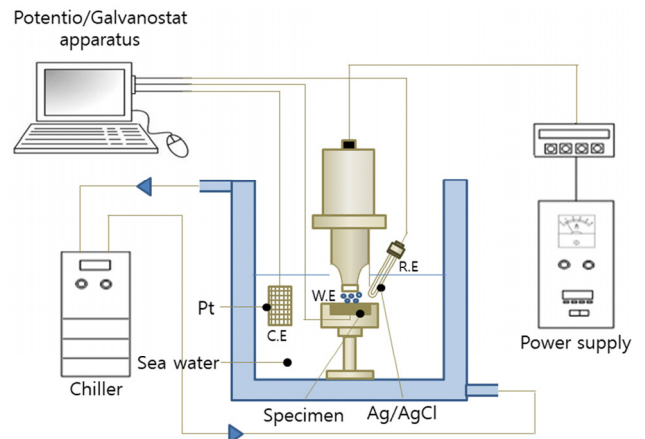 Potentio/Galvanostat
apparatus
R.E
W.E
Pt
C.E
Sea water
Power supply
Chiller
Specimen
Ag/AgCl